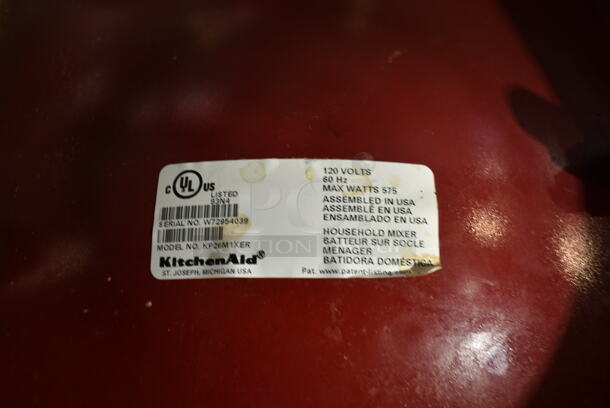 C UL US
LISTED
93N4
SERIAL NO. W72954039
MODEL NO. KP26M1XER
KitchenAid®
ST. JOSEPH, MICHIGAN USA
120 VOLTS
60 Hz
MAX WATTS 575
ASSEMBLED IN USA
ASSEMBLÉ EN USA
ENSAMBLADO EN USA
HOUSEHOLD MIXER
BATTEUR SUR SOCLE
MENAGER
BATIDORA DOMÉSTICA
Pat. www.patent-listing.com